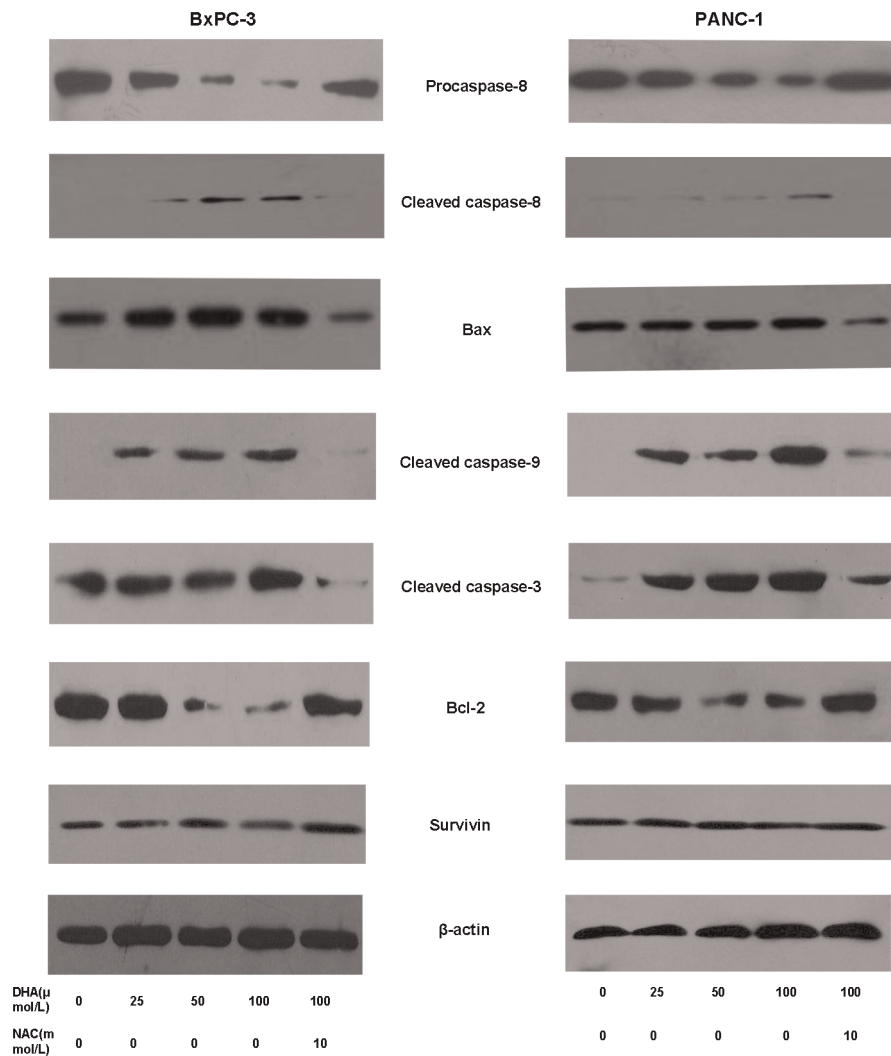 BxPC-3 PANC-1
Procaspase-8
Cleaved caspase-8
Bax
Cleaved caspase-9
Cleaved caspase-3
Bcl-2
Survivin
β-actin
DHA(μ
mol/L) 0 25 50 100 100 0 25 50 100 100
NAC(m
mol/L) 0 0 0 0 10 0 0 0 0 10